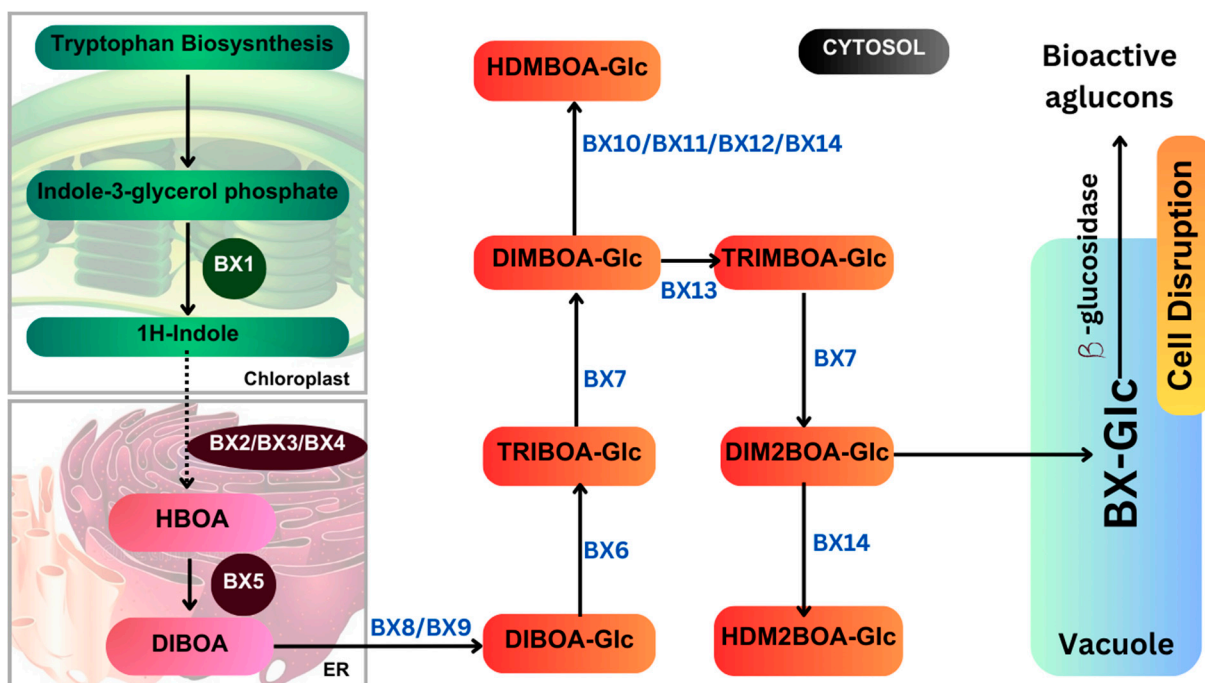 Tryptophan Biosysnthesis
Indole-3-glycerol phosphate
BX1
1H-Indole
Chloroplast
BX2/BX3/BX4
HBOA
BX5
DIBOA
ER
BX8/BX9
CYTOSOL
HDMBOA-Glc
BX10/BX11/BX12/BX14
DIMBOA-Glc
BX13
TRIMBOA-Glc
BX7
BX7
TRIBOA-Glc
DIM2BOA-Glc
BX6
BX14
DIBOA-Glc
HDM2BOA-Glc
Bioactive
aglucons
β-glucosidase
Cell Disruption
BX-Glc
Vacuole